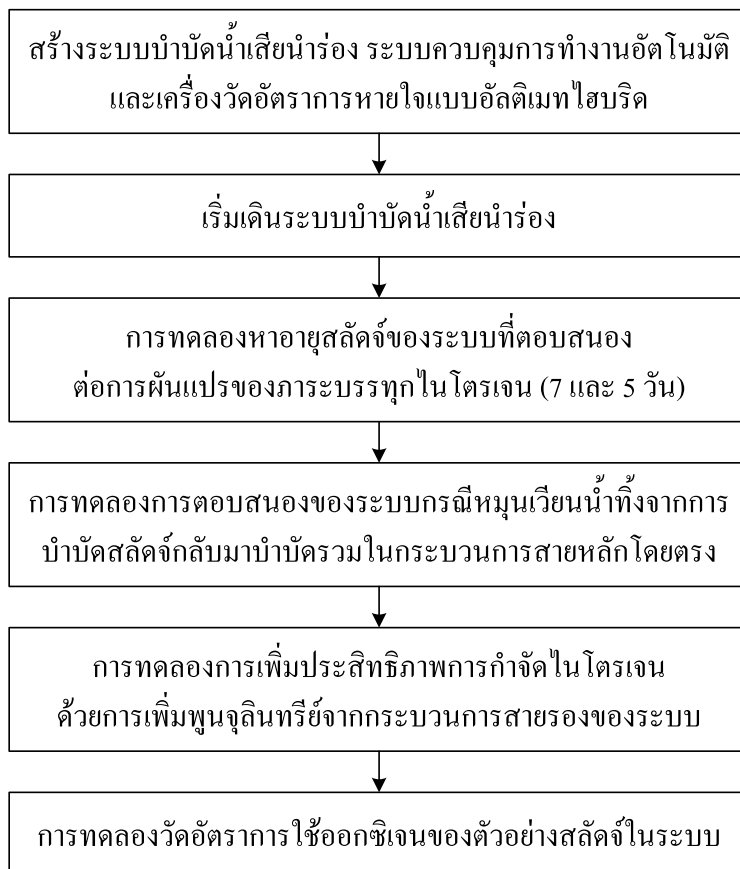 สร้างระบบบำบัดน้ำเสียนำร่อง ระบบควบคุมการทำงานอัตโนมัติ
และเครื่องวัดอัตราการหายใจแบบอัลติเมทไฮบริด
เริ่มเดินระบบบำบัดน้ำเสียนำร่อง
การทดลองหาอายุสลัดจ์ของระบบที่ตอบสนอง
ต่อการผันแปรของภาระบรรทุกไนโตรเจน (7 และ 5 วัน)
การทดลองการตอบสนองของระบบกรณีหมุนเวียนน้ำทิ้งจากการ
บำบัดสลัดจ์กลับมาบำบัดรวมในกระบวนการสายหลักโดยตรง
การทดลองการเพิ่มประสิทธิภาพการกำจัดไนโตรเจน
ด้วยการเพิ่มพูนจุลินทรีย์จากกระบวนการสายรองของระบบ
การทดลองวัดอัตราการใช้ออกซิเจนของตัวอย่างสลัดจ์ในระบบ